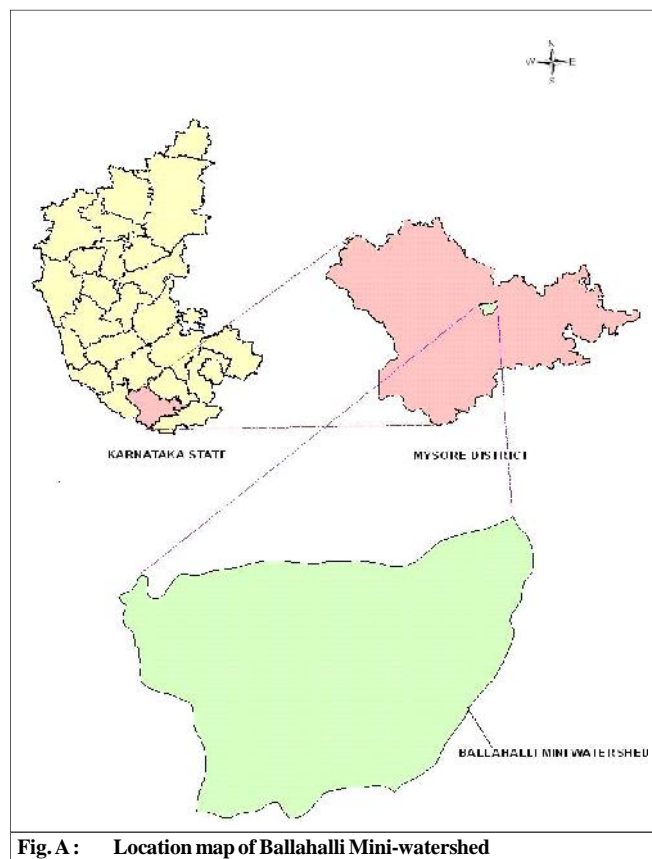 N
W E
S
KARNATAKA STATE
MYSORE DISTRICT
BALLAHALLI MINI WATERSHED
Fig. A : Location map of Ballahalli Mini-watershed